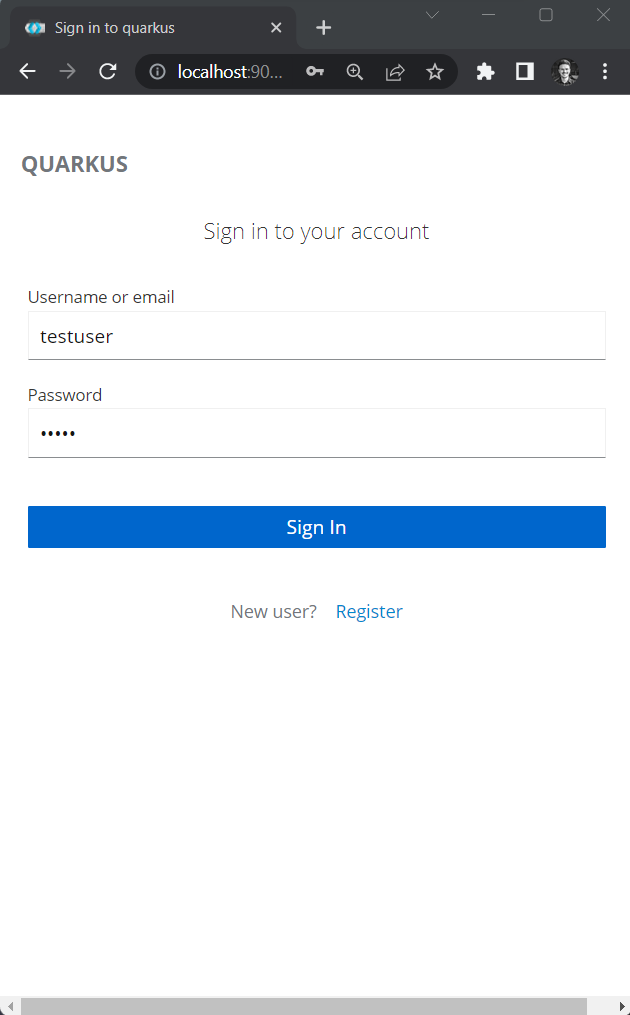 Sign in to quarkus
localhost:90...
QUARKUS
Sign in to your account
Username or email
testuser
Password
•••••
Sign In
New user? Register